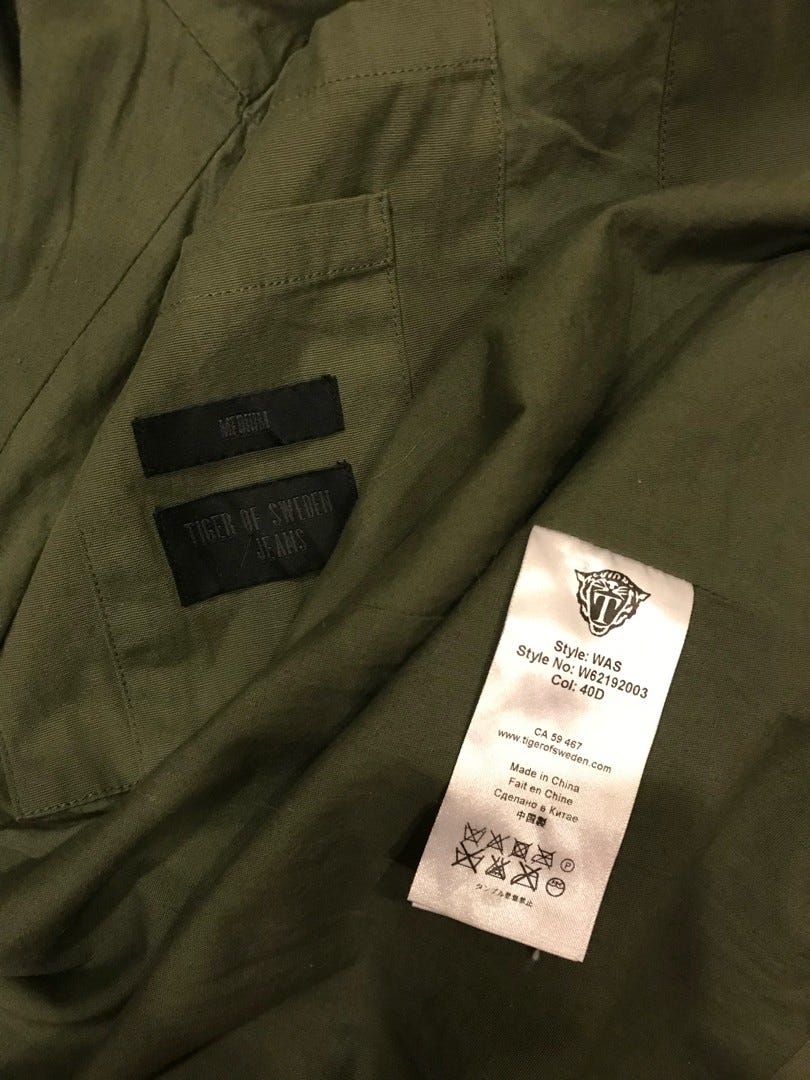 MEDIUM
TIGER OF SWEDEN
JEANS
T
Style: WAS
Style No: W62192003
Col: 40D
CA 59 467
www.tigerofsweden.com
Made in China
Fait en Chine
Сделано в Китае
中国製
P
タンブル乾燥禁止